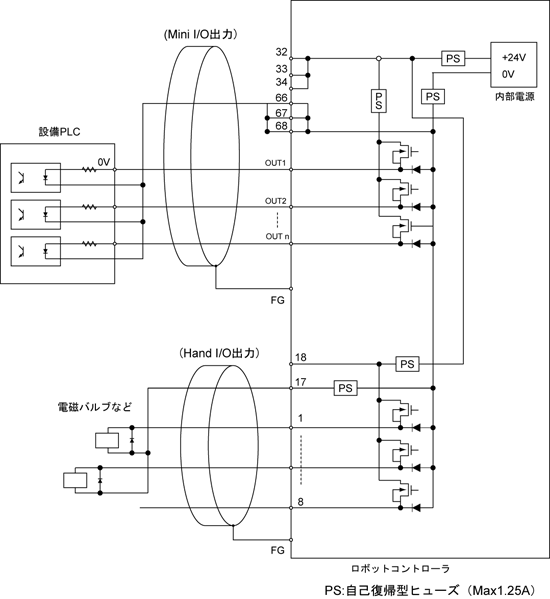 (Mini I/O出力)
32
33
34
66
67
68
PS
+24V
0V
PS
PS
内部電源
設備PLC
0V
OUT1
OUT2
OUT n
FG
(Hand I/O出力)
18
PS
17
PS
電磁バルブなど
1
8
FG
ロボットコントローラ
PS:自己復帰型ヒューズ（Max1.25A）